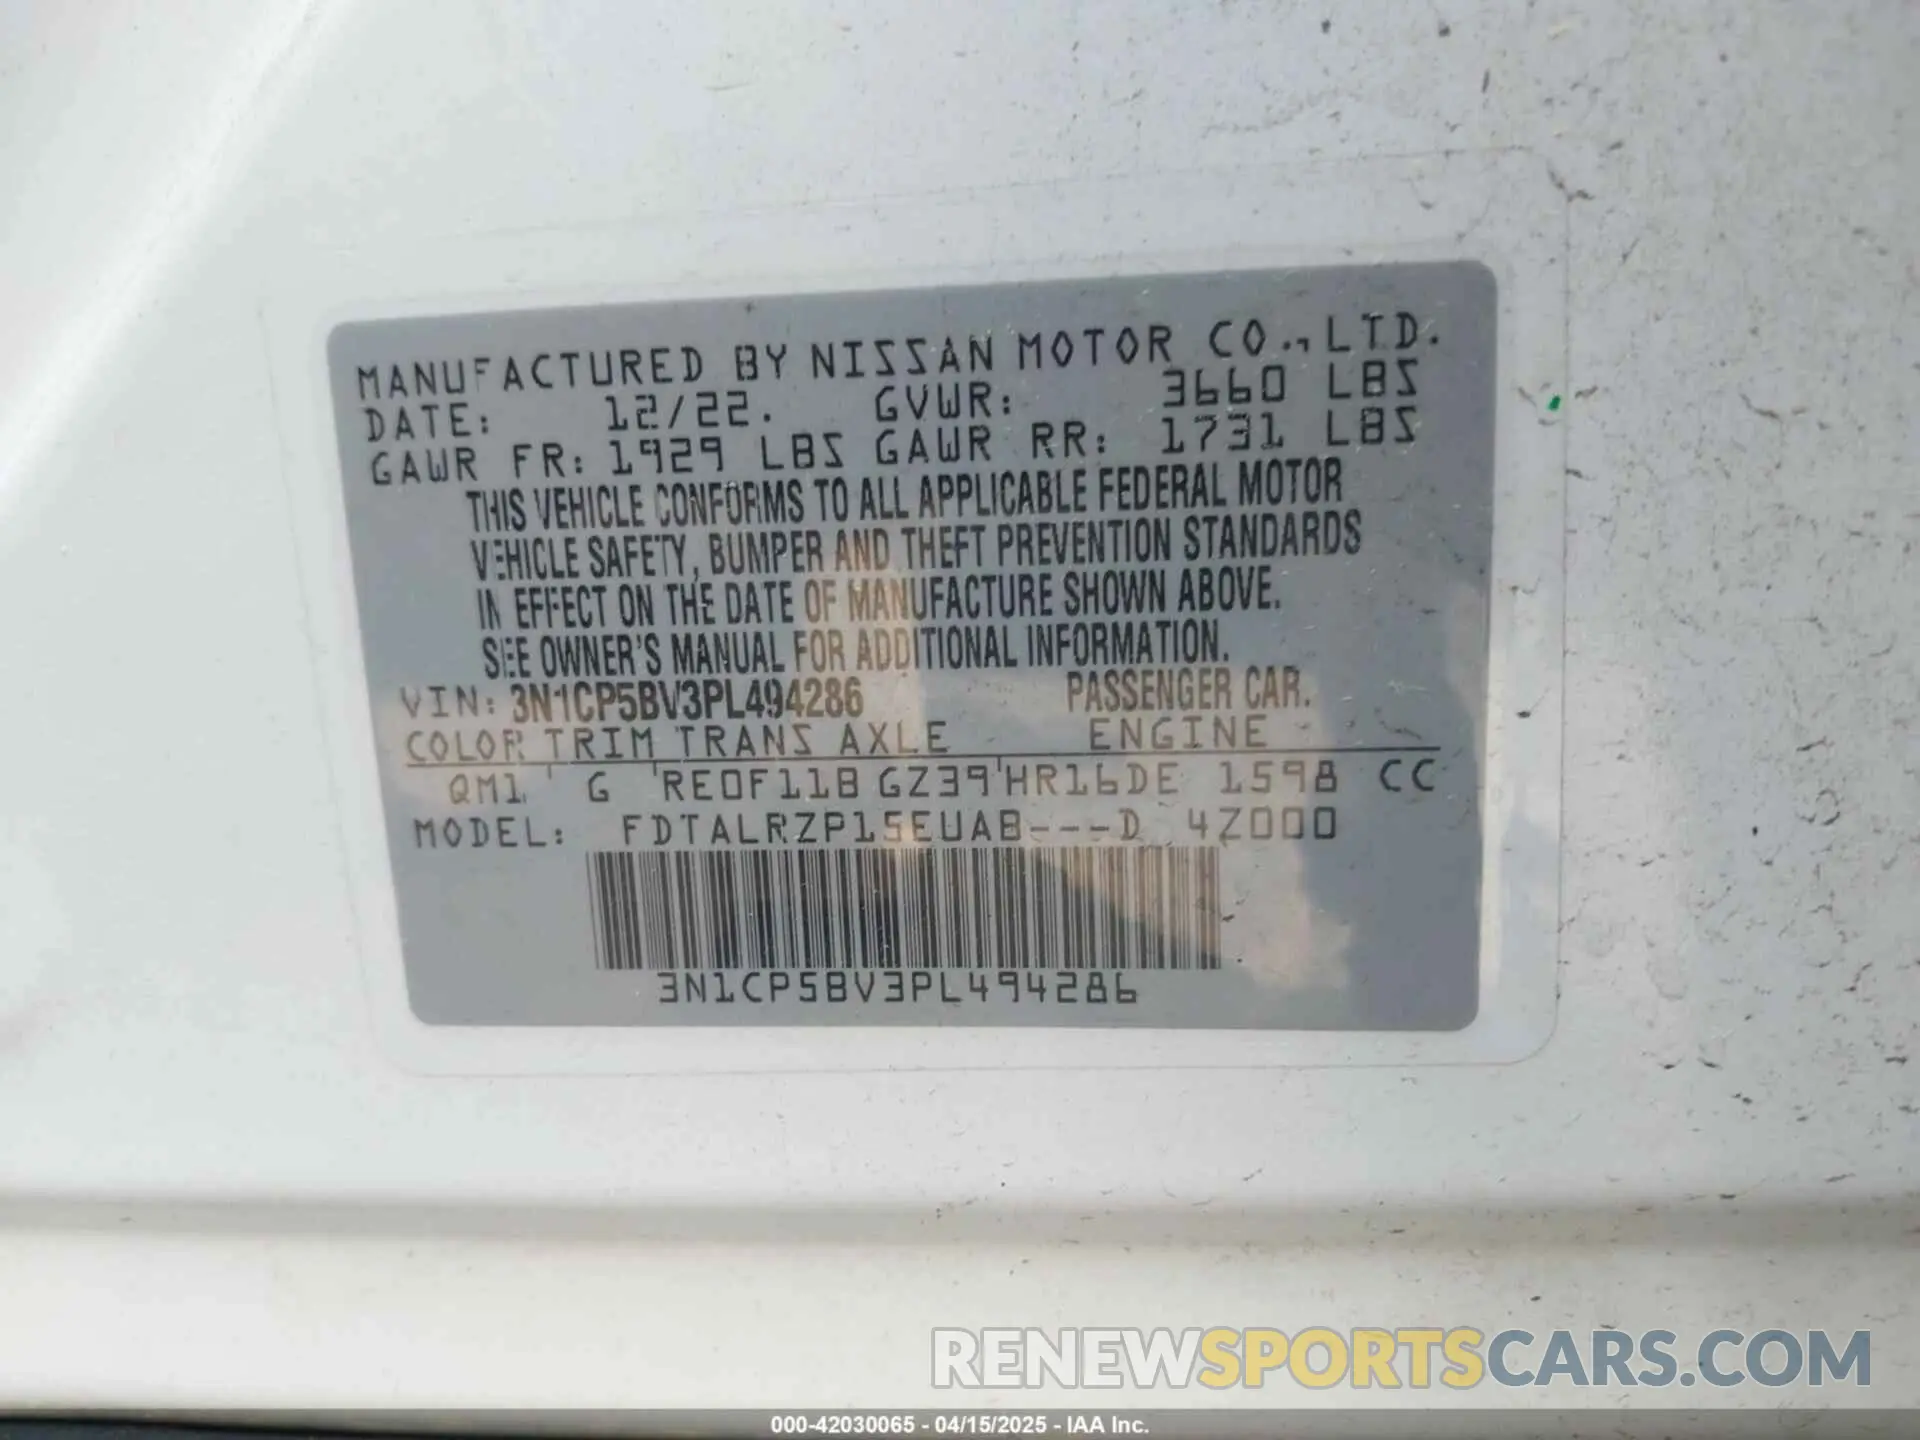 MANUFACTURED BY NISSAN MOTOR CO., LTD.
DATE: 12/22. GVWR: 3660 LBS
GAWR FR: 1929 LBS GAWR RR: 1731 LBS
THIS VEHICLE CONFORMS TO ALL APPLICABLE FEDERAL MOTOR
VEHICLE SAFETY, BUMPER AND THEFT PREVENTION STANDARDS
IN EFFECT ON THE DATE OF MANUFACTURE SHOWN ABOVE.
SEE OWNER'S MANUAL FOR ADDITIONAL INFORMATION.
VIN: 3N1CP5BV3PL494286 PASSENGER CAR.
COLOR TRIM TRANS AXLE ENGINE
QM1 ' G 'RE0F11B GZ39'HR16DE 1598 CC
MODEL: FDTALRZP15EUAB---D 4Z000
3N1CP5BV3PL494286
RENEWSPORTSCARS.COM
000-42030065 - 04/15/2025 - IAA Inc.